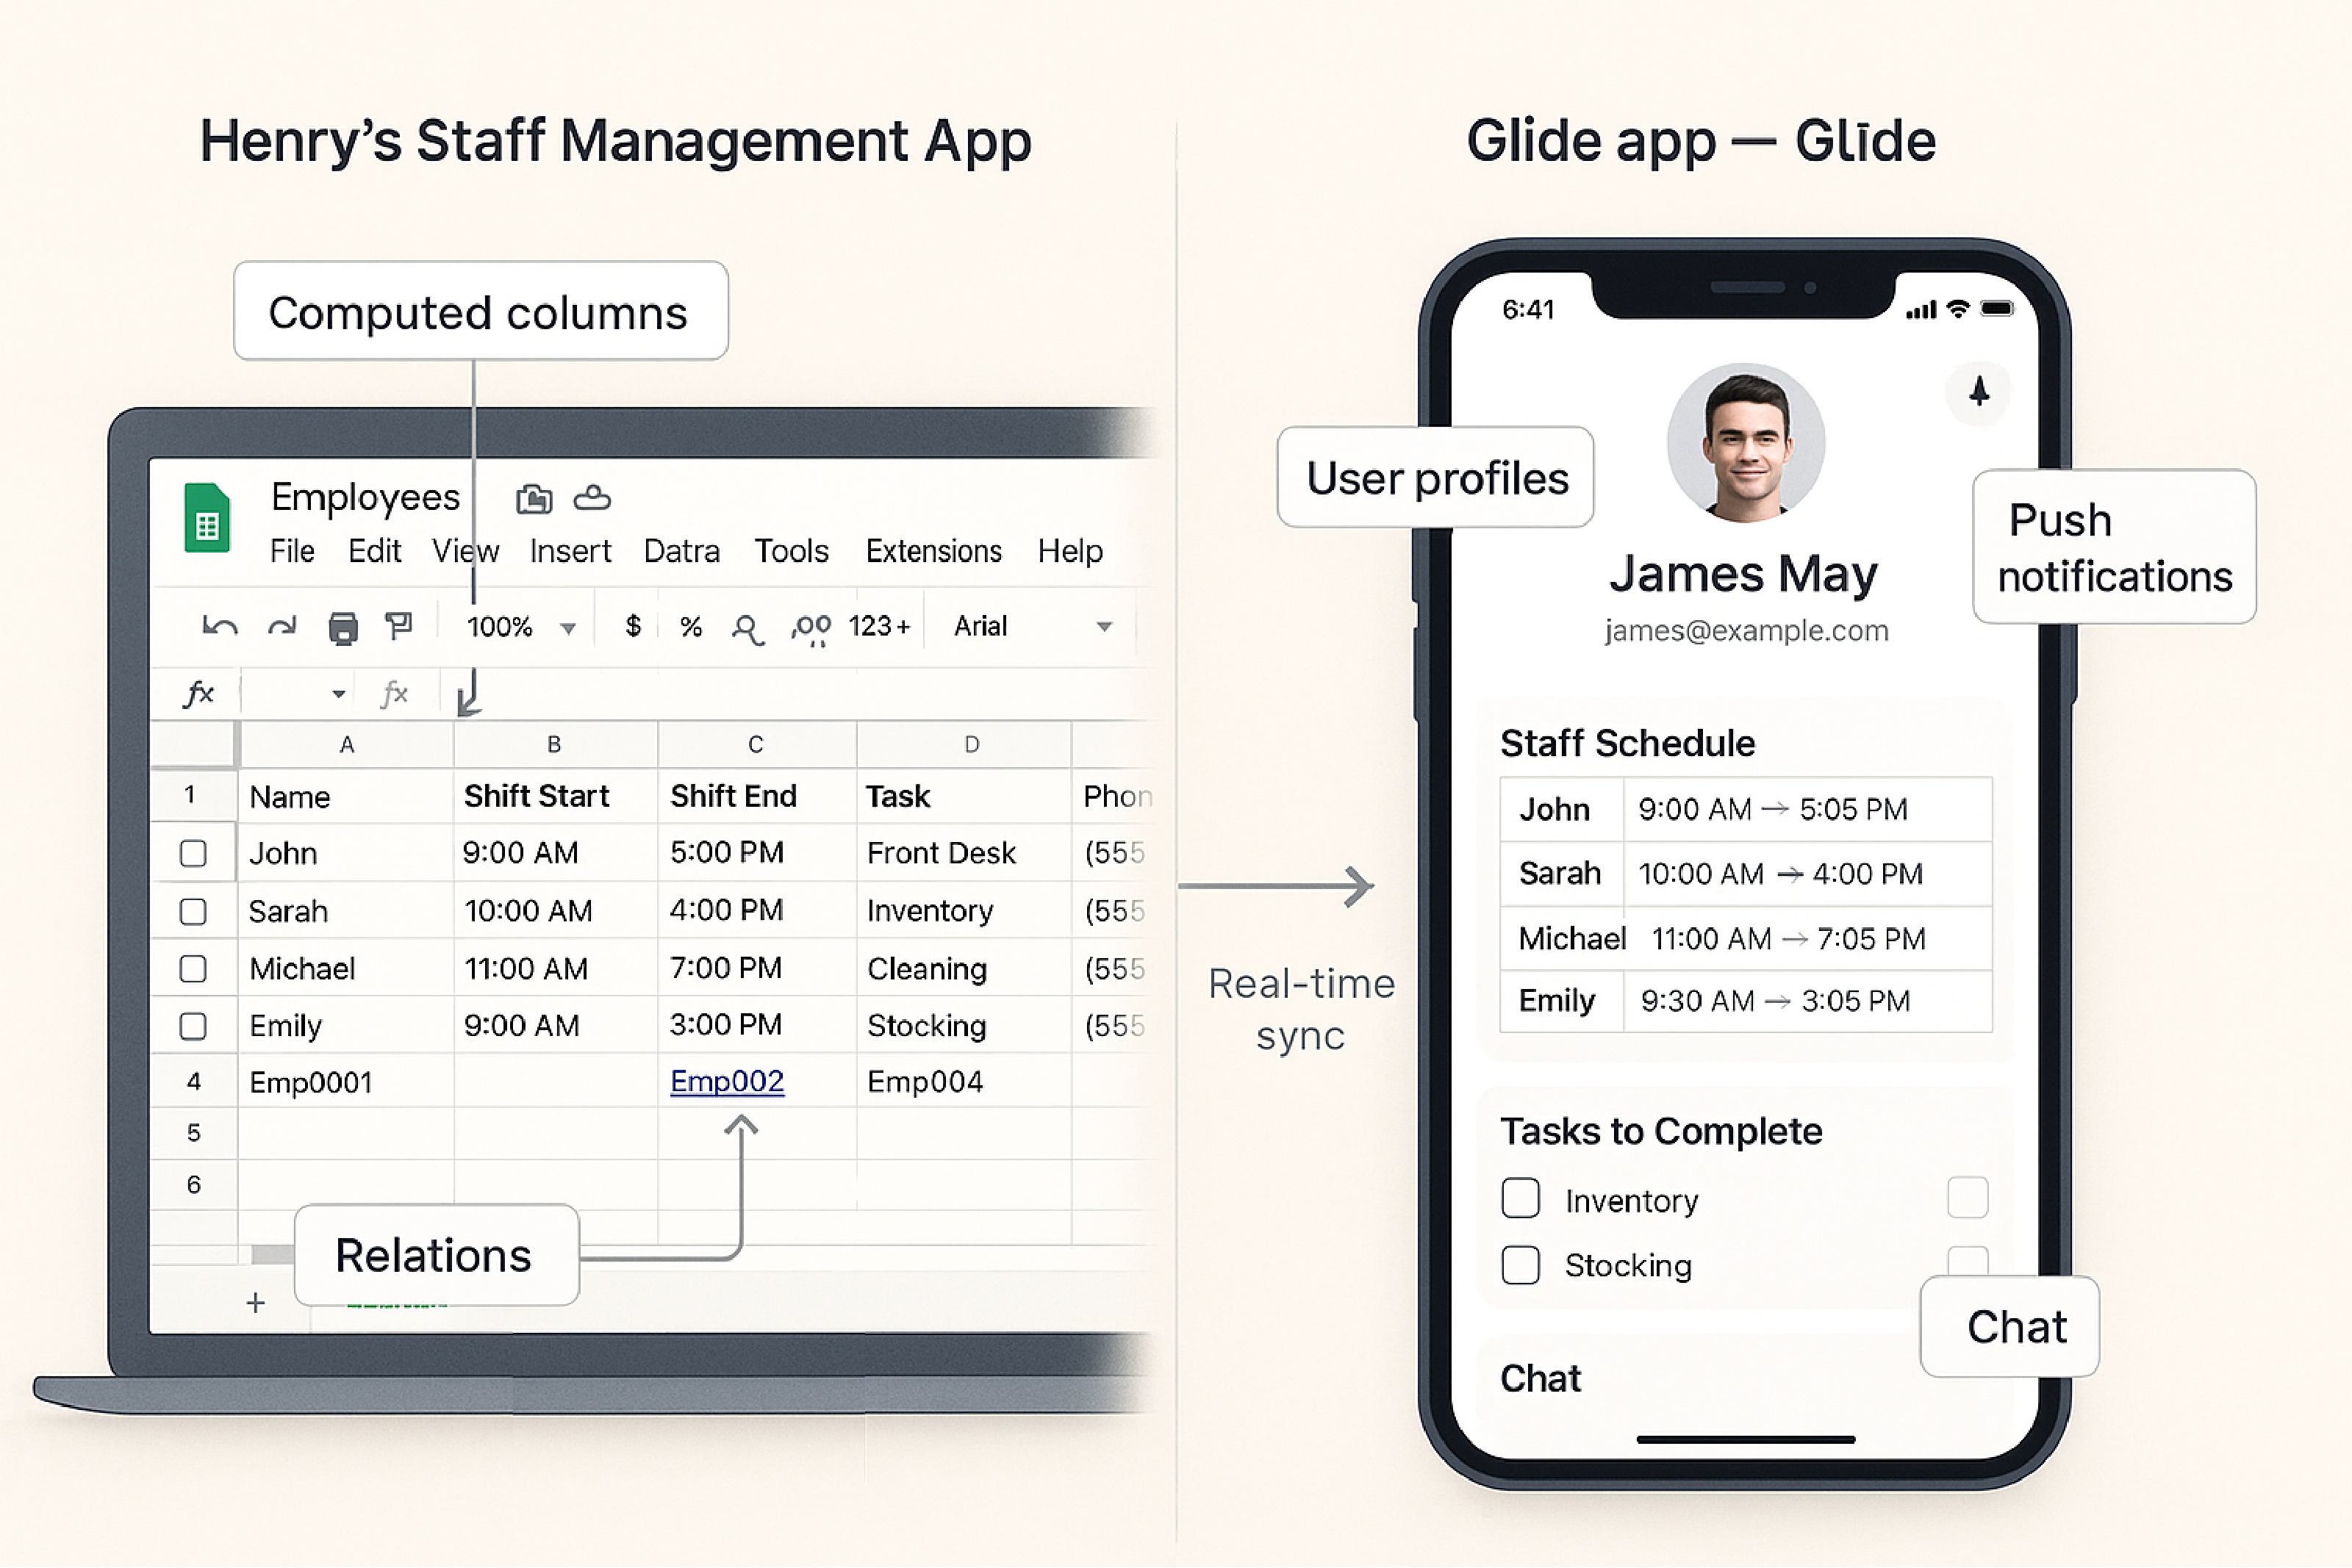 Henry's Staff Management App
Computed columns
Employees
File Edit View Insert Datra Tools Extensions Help
100% $ % .00 123+ Arial
fx fx
A B C D
1 Name Shift Start Shift End Task Phon
John 9:00 AM 5:00 PM Front Desk (555
Sarah 10:00 AM 4:00 PM Inventory (555
Michael 11:00 AM 7:00 PM Cleaning (555
Emily 9:00 AM 3:00 PM Stocking (555
4 Emp0001 Emp002 Emp004
5
6
Relations
+
Real-time
sync
Glide app — Glīde
6:41
User profiles
Push
notifications
James May
james@example.com
Staff Schedule
John 9:00 AM → 5:05 PM
Sarah 10:00 AM → 4:00 PM
Michael 11:00 AM → 7:05 PM
Emily 9:30 AM → 3:05 PM
Tasks to Complete
Inventory
Stocking
Chat
Chat